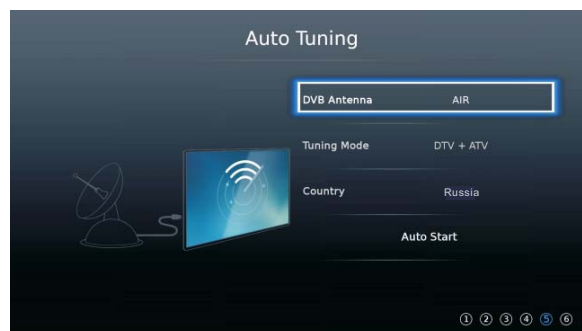 Auto Tuning
DVB Antenna AIR
Tuning Mode DTV + ATV
Country Russia
Auto Start
1 2 3 4 5 6